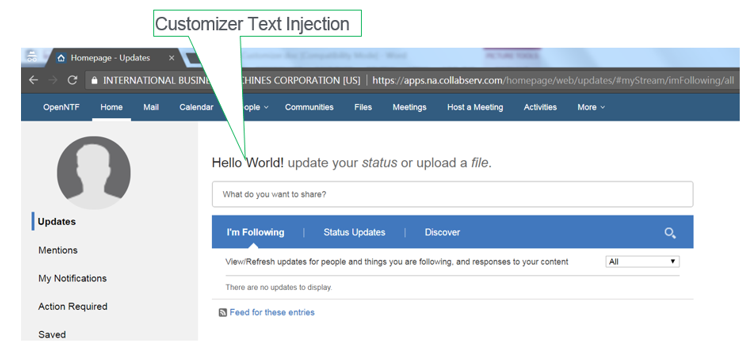 Customizer Text Injection
Homepage - Updates
INTERNATIONAL BUSINE CHINES CORPORATION [US] | https://apps.na.collabserv.com/homepage/web/updates/#myStream/imFollowing/all
OpenNTF Home Mail Calendar eople Communities Files Meetings Host a Meeting Activities More
Hello World! update your status or upload a file.
What do you want to share?
Updates
I'm Following | Status Updates | Discover
Mentions
View/Refresh updates for people and things you are following, and responses to your content All
My Notifications
There are no updates to display.
Action Required
Feed for these entries
Saved